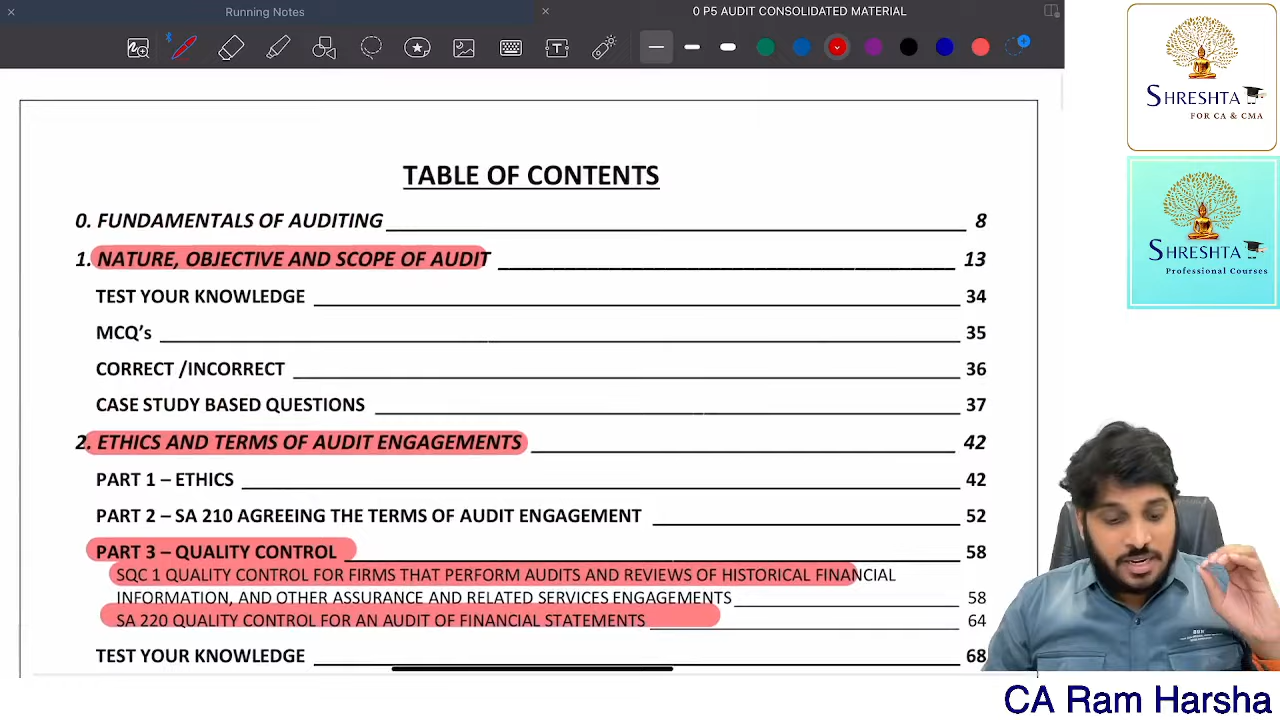 Running Notes
0 P5 AUDIT CONSOLIDATED MATERIAL
TABLE OF CONTENTS
0. FUNDAMENTALS OF AUDITING 8
1. NATURE, OBJECTIVE AND SCOPE OF AUDIT 13
TEST YOUR KNOWLEDGE 34
MCQ’s 35
CORRECT /INCORRECT 36
CASE STUDY BASED QUESTIONS 37
2. ETHICS AND TERMS OF AUDIT ENGAGEMENTS 42
PART 1 – ETHICS 42
PART 2 – SA 210 AGREEING THE TERMS OF AUDIT ENGAGEMENT 52
PART 3 – QUALITY CONTROL 58
SQC 1 QUALITY CONTROL FOR FIRMS THAT PERFORM AUDITS AND REVIEWS OF HISTORICAL FINANCIAL
INFORMATION, AND OTHER ASSURANCE AND RELATED SERVICES ENGAGEMENTS 58
SA 220 QUALITY CONTROL FOR AN AUDIT OF FINANCIAL STATEMENTS 64
TEST YOUR KNOWLEDGE 68
SHRESHTA
FOR CA & CMA
SHRESHTA
Professional Courses
CA Ram Harsha